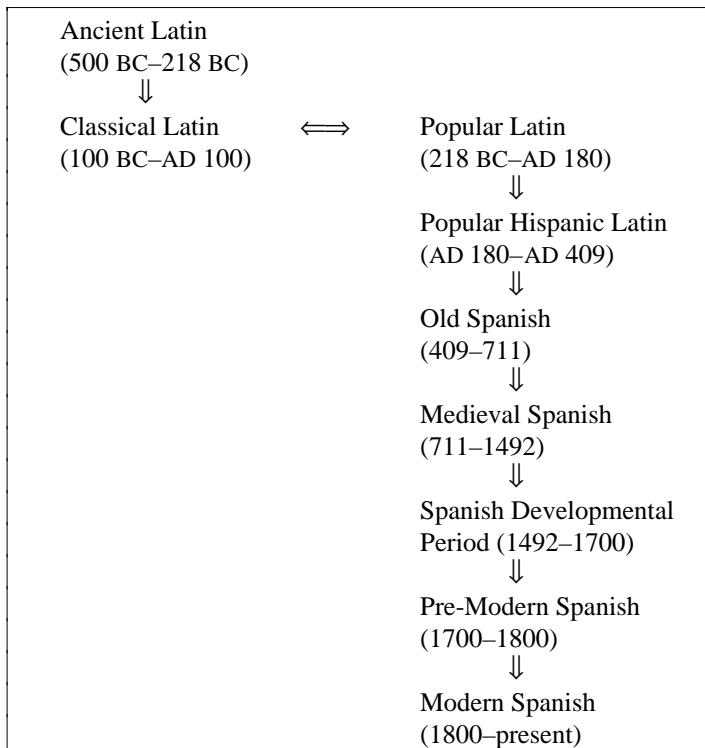 Ancient Latin
(500 BC–218 BC)
⇓
Classical Latin ⇐⇒ Popular Latin
(100 BC–AD 100) (218 BC–AD 180)
⇓
Popular Hispanic Latin
(AD 180–AD 409)
⇓
Old Spanish
(409–711)
⇓
Medieval Spanish
(711–1492)
⇓
Spanish Developmental
Period (1492–1700)
⇓
Pre-Modern Spanish
(1700–1800)
⇓
Modern Spanish
(1800–present)